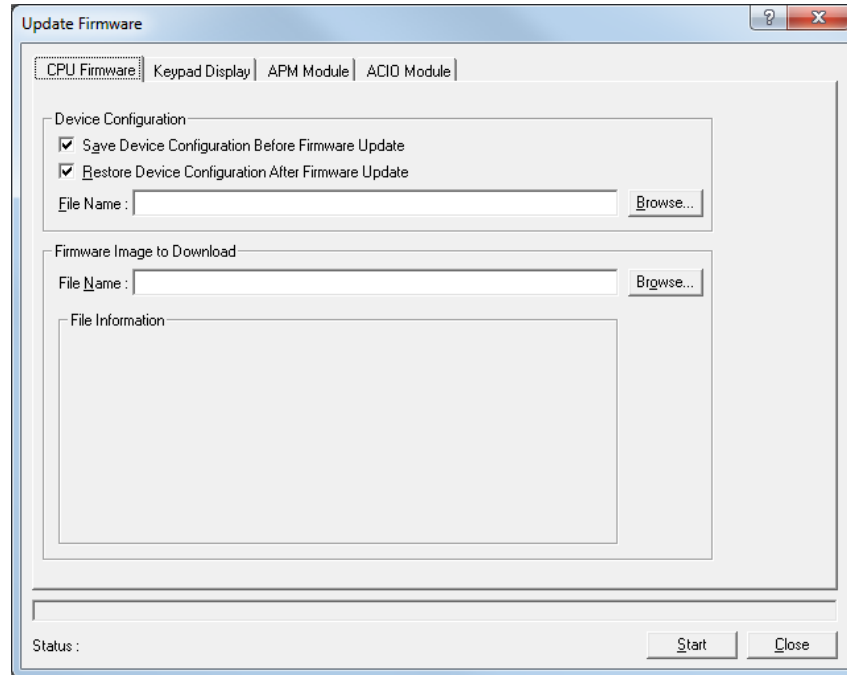 Update Firmware
CPU Firmware Keypad Display APM Module ACIO Module
Device Configuration
Save Device Configuration Before Firmware Update
Restore Device Configuration After Firmware Update
File Name : Browse...
Firmware Image to Download
File Name : Browse...
File Information
Status : Start Close